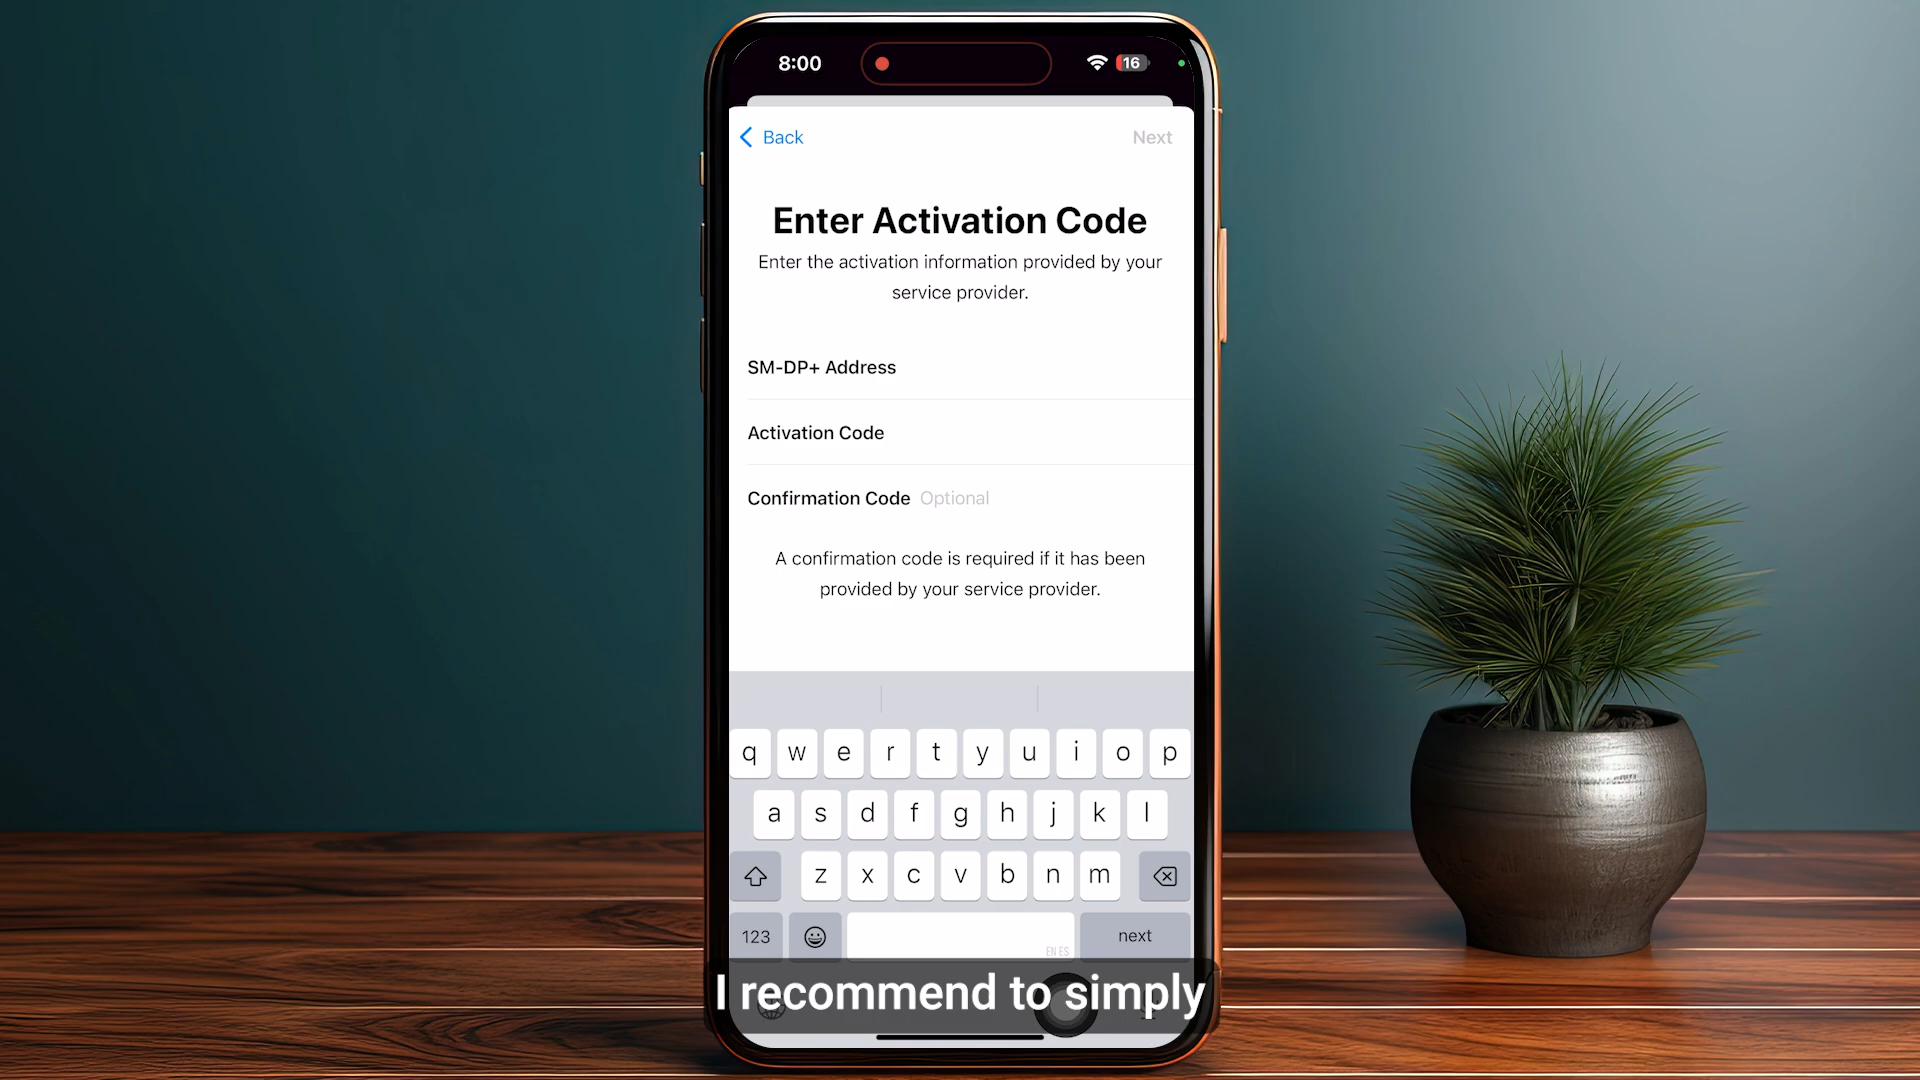 8:00
16
Back
Next
Enter Activation Code
Enter the activation information provided by your
service provider.
SM-DP+ Address
Activation Code
Confirmation Code Optional
A confirmation code is required if it has been
provided by your service provider.
q w e r t y u i o p
a s d f g h j k l
z x c v b n m
123
EN ES
next
I recommend to simply